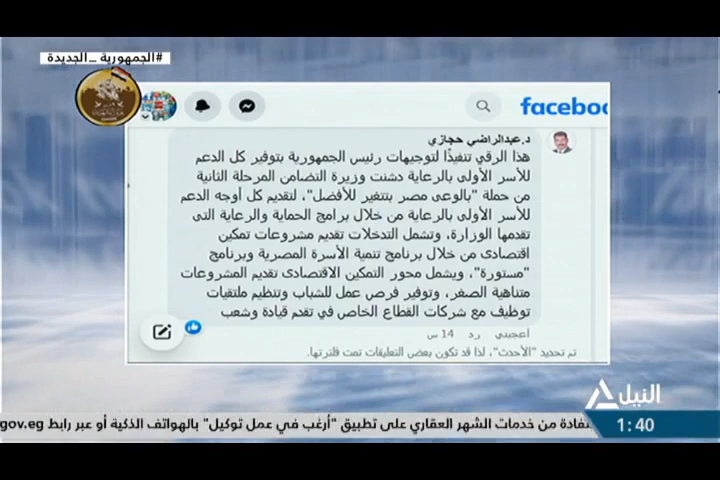 #الجمهورية _الجديدة
facebo
د.عبدالراضي حجازي
هذا الرقي تنفيذًا لتوجيهات رئيس الجمهورية بتوفير كل الدعم
للأسر الأولى بالرعاية دشنت وزيرة التضامن المرحلة الثانية
من حملة "بالوعى مصر بتتغير للأفضل"، لتقديم كل أوجه الدعم
للأسر الأولى بالرعاية من خلال برامج الحماية والرعاية التى
تقدمها الوزارة، وتشمل التدخلات تقديم مشروعات تمكين
اقتصادى من خلال برنامج تنمية الأسرة المصرية وبرنامج
"مستورة"، ويشمل محور التمكين الاقتصادى تقديم المشروعات
متناهية الصغر، وتوفير فرص عمل للشباب وتنظيم ملتقيات
توظيف مع شركات القطاع الخاص في تقدم قيادة وشعب
أعجبني رد 14 س
تم تحديد "الأحدث"، لذا قد تكون بعض التعليقات تمت فلترتها.
النيل
فادة من خدمات الشهر العقاري على تطبيق "أرغب في عمل توكيل" بالهواتف الذكية أو عبر رابط gov.eg
1:40